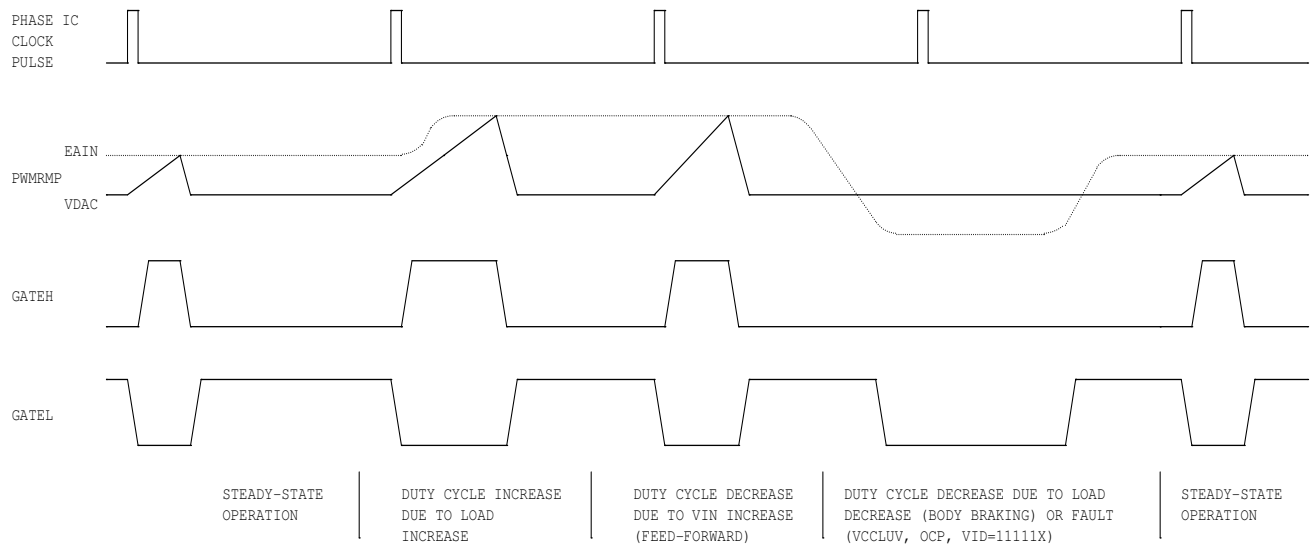 PHASE IC
CLOCK
PULSE
EAIN
PWMRMP
VDAC
GATEH
GATEL
STEADY-STATE
OPERATION
DUTY CYCLE INCREASE
DUE TO LOAD
INCREASE
DUTY CYCLE DECREASE
DUE TO VIN INCREASE
(FEED-FORWARD)
DUTY CYCLE DECREASE DUE TO LOAD
DECREASE (BODY BRAKING) OR FAULT
(VCCLUV, OCP, VID=11111X)
STEADY-STATE
OPERATION